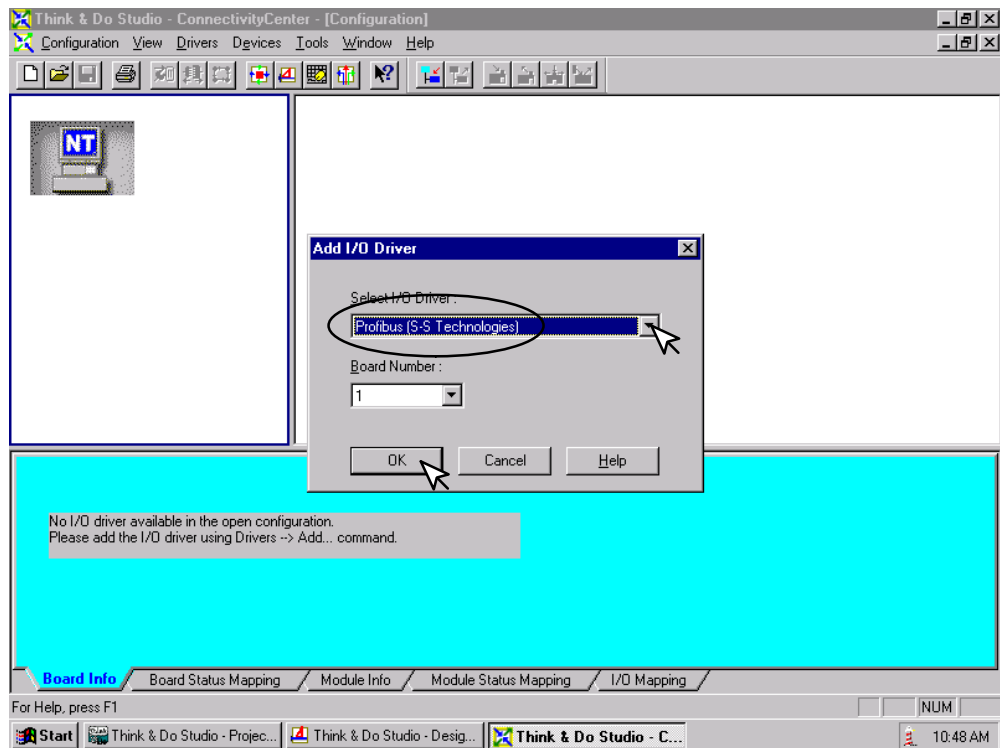 Think & Do Studio - ConnectivityCenter - [Configuration]
Configuration View Drivers Devices Tools Window Help
NT
Add I/O Driver
Select I/O Driver :
Profibus (S-S Technologies)
Board Number :
1
OK Cancel Help
No I/O driver available in the open configuration.
Please add the I/O driver using Drivers --> Add... command.
Board Info Board Status Mapping Module Info Module Status Mapping I/O Mapping
For Help, press F1 NUM
Start Think & Do Studio - Projec... Think & Do Studio - Desig... Think & Do Studio - C... 10:48 AM